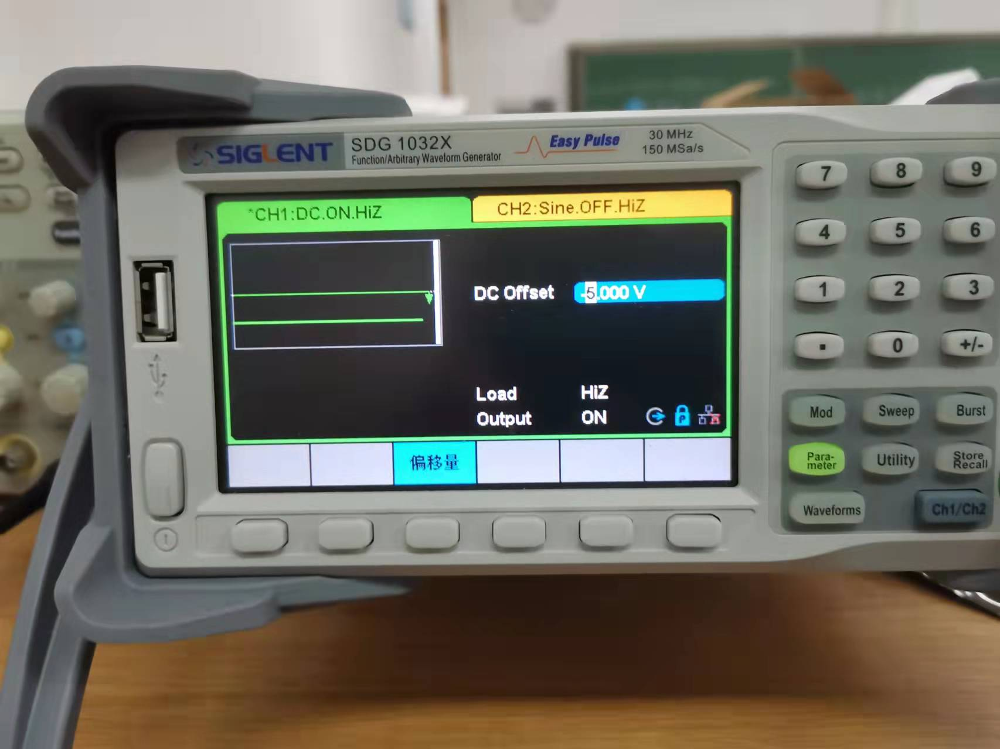 SIGLENT
SDG 1032X
Function/Arbitrary Waveform Generator
Easy Pulse
30 MHz
150 MSa/s
*CH1:DC.ON.HiZ
CH2:Sine.OFF.HiZ
DC Offset -5.000 V
Load HiZ
Output ON
P
偏移量
7 8 9
4 5 6
1 2 3
. 0 +/-
Mod Sweep Burst
Para-
meter
Utility
Store
Recall
Waveforms Ch1/Ch2